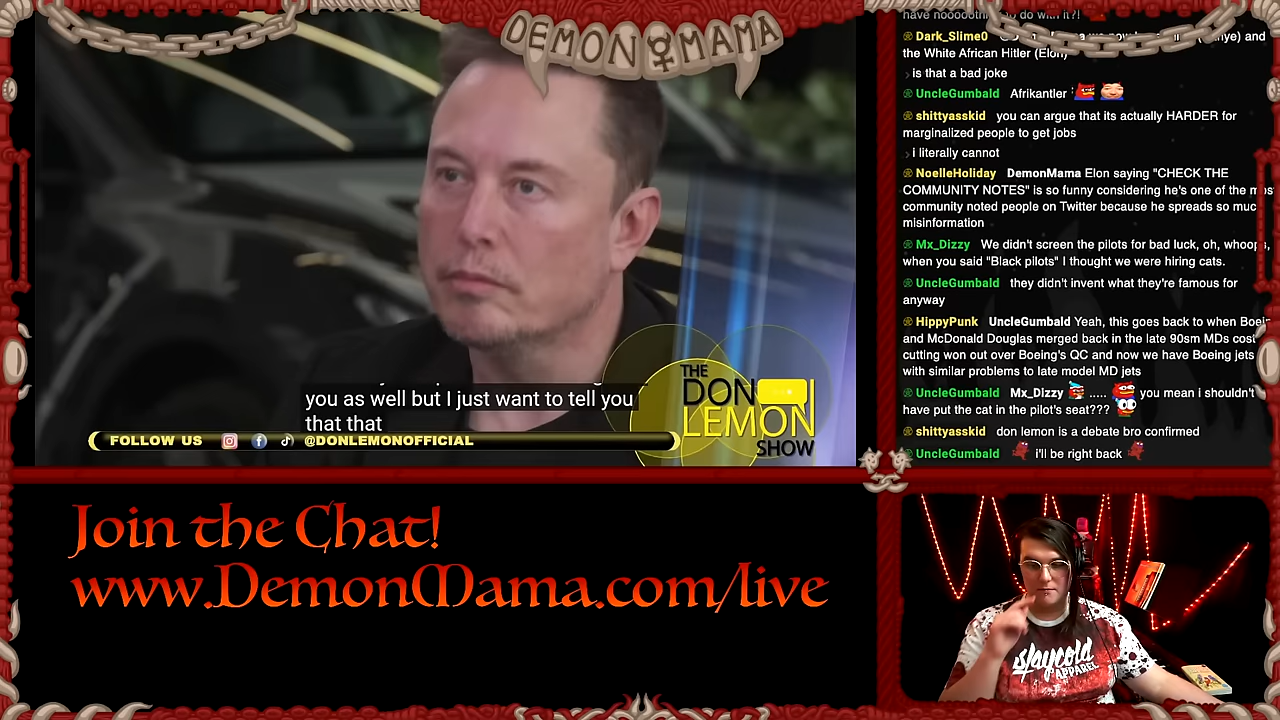 DEMON MAMA
you as well but I just want to tell you
that that
FOLLOW US @DONLEMONOFFICIAL
THE
DON
LEMON
SHOW
Join the Chat!
www.DemonMama.com/live
do with it?!
Dark_Slime0
the White African Hitler (Elon)
is that a bad joke
UncleGumbald Afrikantler
shittyasskid you can argue that its actually HARDER for
marginalized people to get jobs
i literally cannot
NoelleHoliday DemonMama Elon saying "CHECK THE
COMMUNITY NOTES" is so funny considering he's one of the mos
community noted people on Twitter because he spreads so muc
misinformation
Mx_Dizzy We didn't screen the pilots for bad luck, oh, whoops,
when you said "Black pilots" I thought we were hiring cats.
UncleGumbald they didn't invent what they're famous for
anyway
HippyPunk UncleGumbald Yeah, this goes back to when Boei
and McDonald Douglas merged back in the late 90sm MDs cost
cutting won out over Boeing's QC and now we have Boeing jets
with similar problems to late model MD jets
UncleGumbald Mx_Dizzy ..... you mean i shouldn't
have put the cat in the pilot's seat???
shittyasskid don lemon is a debate bro confirmed
UncleGumbald i'll be right back
slaycold
APPAREL